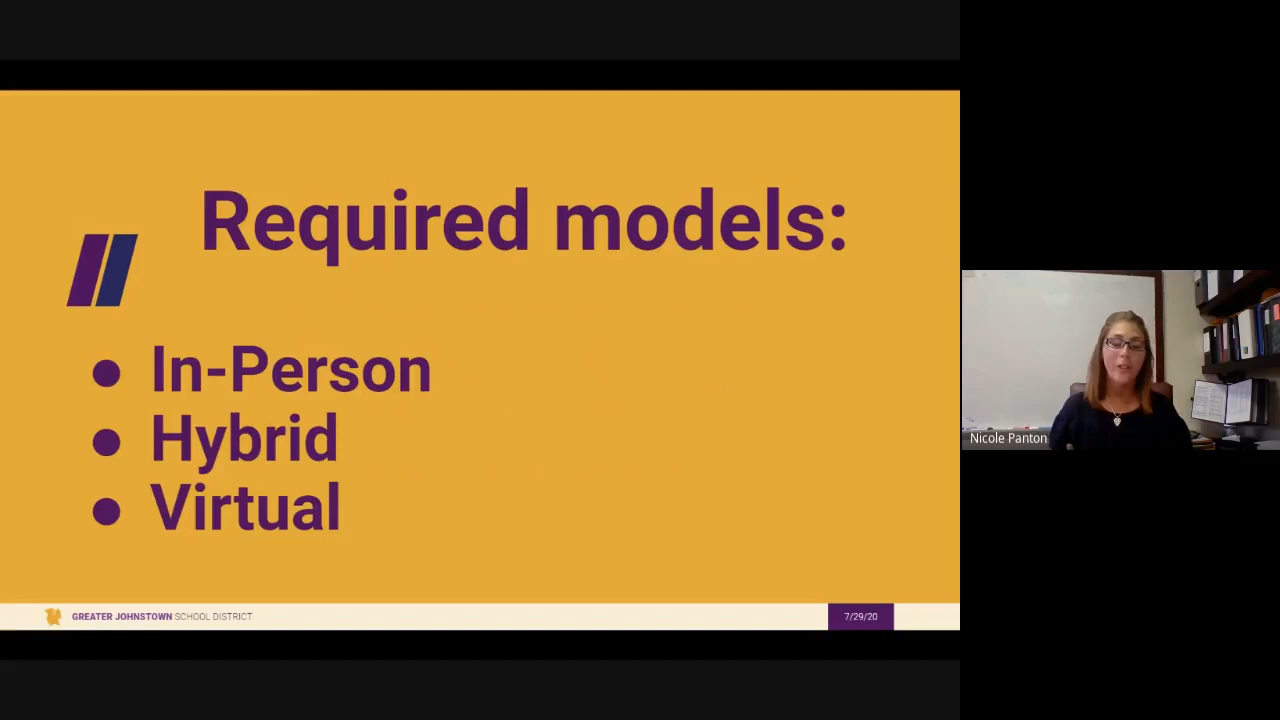 Required models:
● In-Person
● Hybrid
● Virtual
GREATER JOHNSTOWN SCHOOL DISTRICT
7/29/20
Nicole Panton